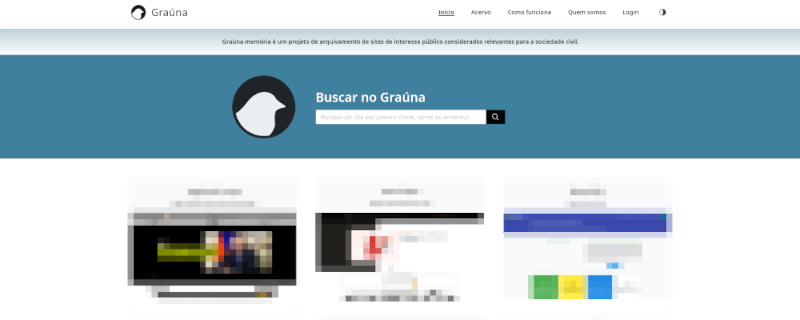 Graúna
Início Acervo Como funciona Quem somos Login
Graúna memória é um projeto de arquivamento de sites de interesse público considerados relevantes para a sociedade civil.
Buscar no Graúna
Busque um site por palavra chave, nome ou endereço